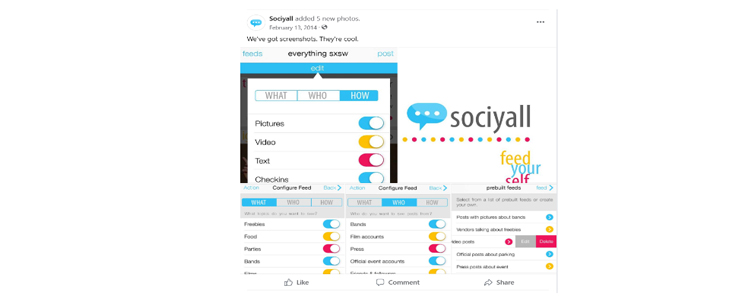 Sociyall added 5 new photos.
February 13, 2014
We've got screenshots. They're cool.
feeds everything sxsw post
edit
WHAT WHO HOW
Pictures
Video
Text
Checkins
sociyall
feed
your
self
Action Configure Feed Back
WHAT WHO HOW
What topics do you want to see?
Freebies
Food
Parties
Bands
Action Configure Feed Back
WHAT WHO HOW
Who do you want to see posts from?
Bands
Film accounts
Press
Official event accounts
Friends & followers
prebuilt feeds feed
Select from a list of prebuilt feeds or create
your own.
Posts with pictures about bands
Vendors talking about freebies
video posts Edit Delete
Official posts about parking
Press posts about event
Like Comment Share